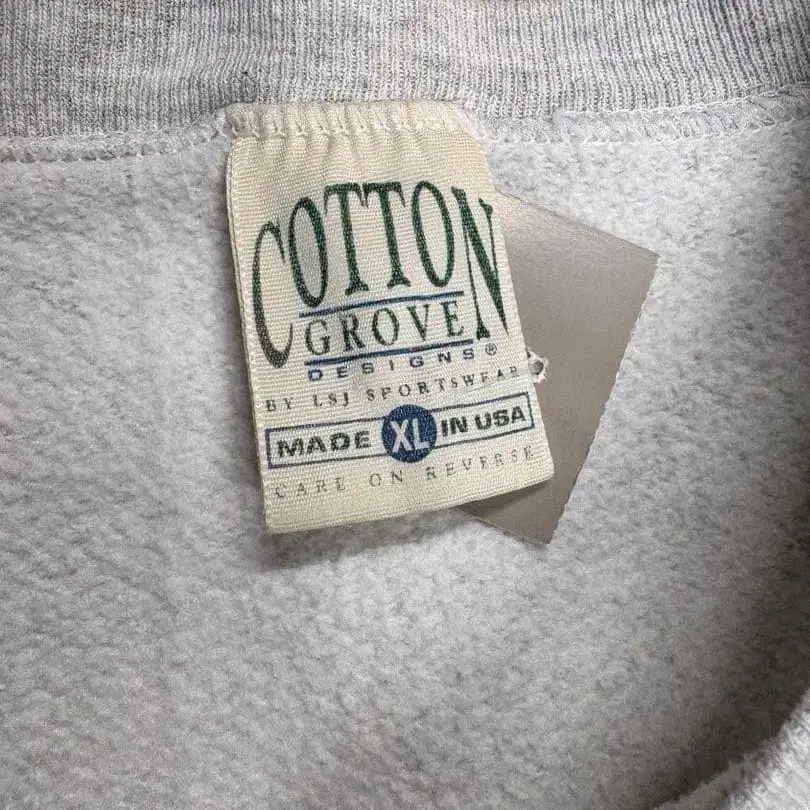 COTTON
GROVE
DESIGNS®
BY LSJ SPORTSWEAR
MADE XL IN USA
CARE ON REVERSE